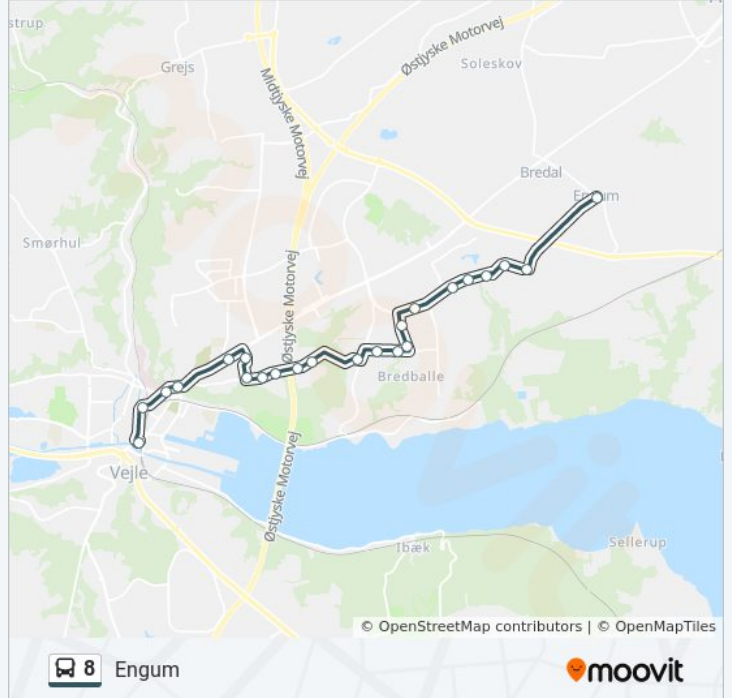 strup
Grejs
Midtjyske Motorvej
Østjyske Motorvej
Soleskov
Bredal
Engum
Smørhul
Østjyske Motorvej
Bredballe
Østjyske Motorvej
Vejle
Ibæk
Sellerup
© OpenStreetMap contributors | © OpenMapTiles
8 Engum
moovit